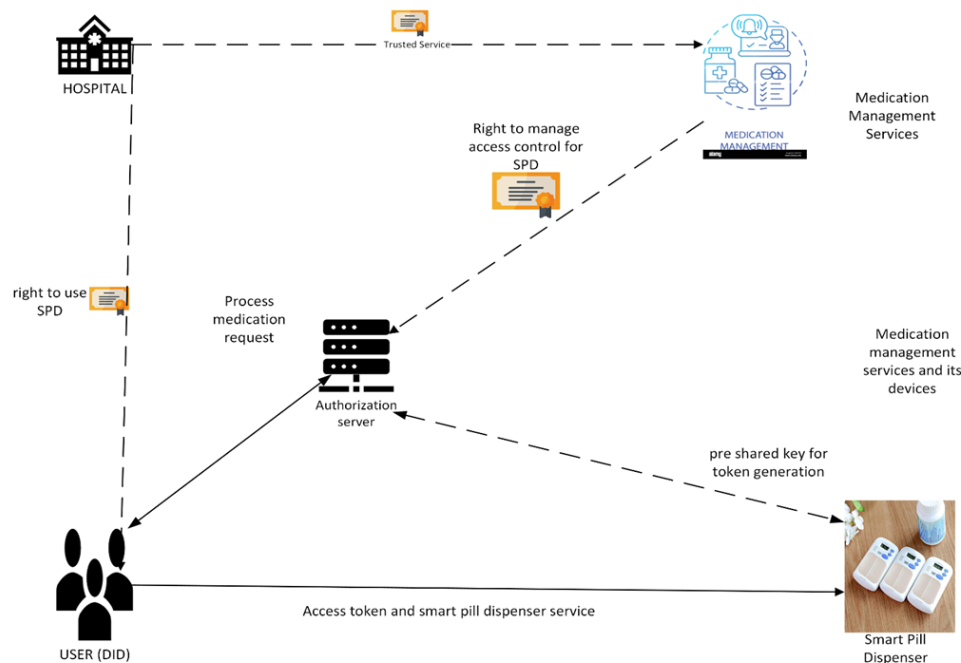 Trusted Service
HOSPITAL
MEDICATION
MANAGEMENT
Medication
Management
Services
Right to manage
access control for
SPD
right to use
SPD
Process
medication
request
Authorization
server
Medication
management
services and its
devices
pre shared key for
token generation
Access token and smart pill dispenser service
USER (DID)
Smart Pill
Dispenser